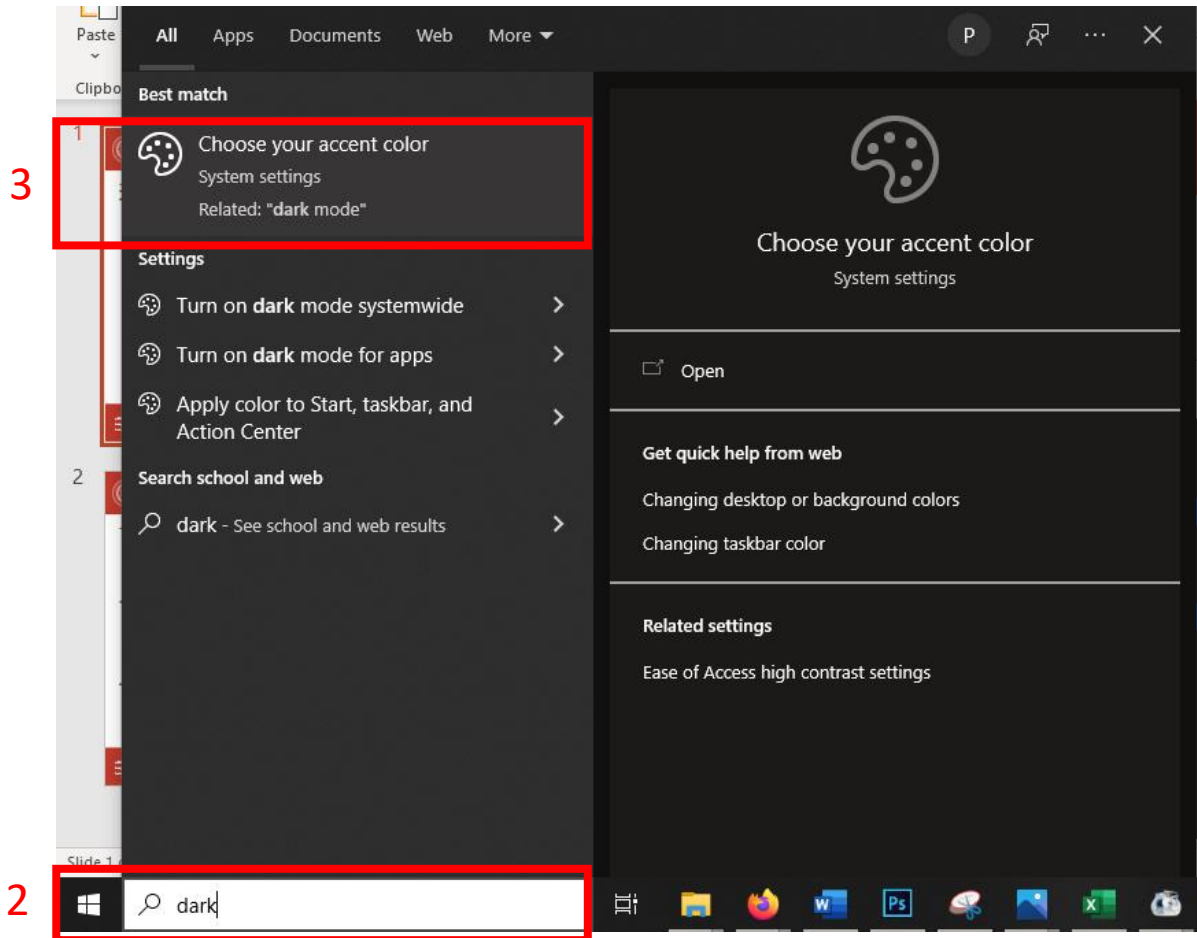 Paste
All Apps Documents Web More
P
Clipbo
Best match
1
Choose your accent color
System settings
Related: "dark mode"
3
Choose your accent color
System settings
Settings
Turn on dark mode systemwide
Turn on dark mode for apps
Apply color to Start, taskbar, and
Action Center
Open
Get quick help from web
Changing desktop or background colors
Changing taskbar color
2
Search school and web
dark - See school and web results
Related settings
Ease of Access high contrast settings
Slide 1
2
dark
W
Ps
X